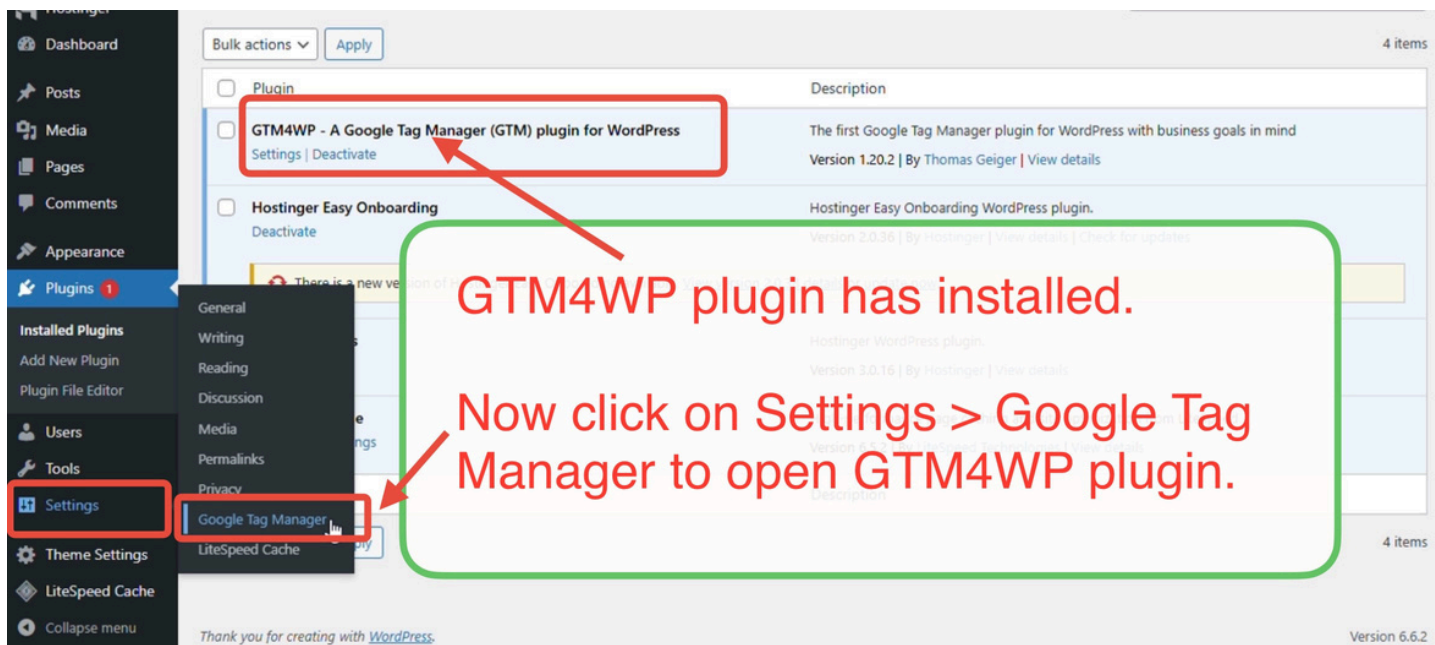 Hostinger
Dashboard
Posts
Media
Pages
Comments
Appearance
Plugins 1
Installed Plugins
Add New Plugin
Plugin File Editor
Users
Tools
Settings
Theme Settings
LiteSpeed Cache
Collapse menu
General
Writing
Reading
Discussion
Media
Permalinks
Privacy
Google Tag Manager
LiteSpeed Cache
Bulk actions Apply
4 items
Plugin Description
GTM4WP - A Google Tag Manager (GTM) plugin for WordPress
Settings | Deactivate
The first Google Tag Manager plugin for WordPress with business goals in mind
Version 1.20.2 | By Thomas Geiger | View details
Hostinger Easy Onboarding
Deactivate
Hostinger Easy Onboarding WordPress plugin.
Version 2.0.36 | By Hostinger | View details | Check for updates
There is a new version of
Hostinger WordPress plugin.
Version 3.0.16 | By Hostinger | View details
GTM4WP plugin has installed.
Now click on Settings > Google Tag
Manager to open GTM4WP plugin.
Description
4 items
Thank you for creating with WordPress.
Version 6.6.2